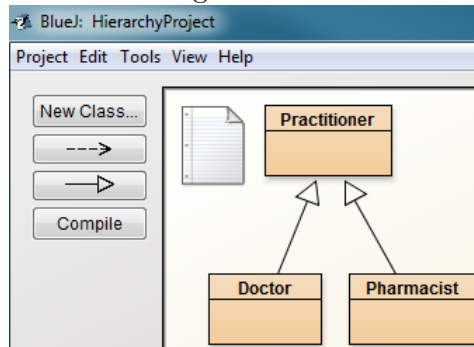 BlueJ: HierarchyProject
Project Edit Tools View Help
New Class...
Compile
Practitioner
Doctor
Pharmacist